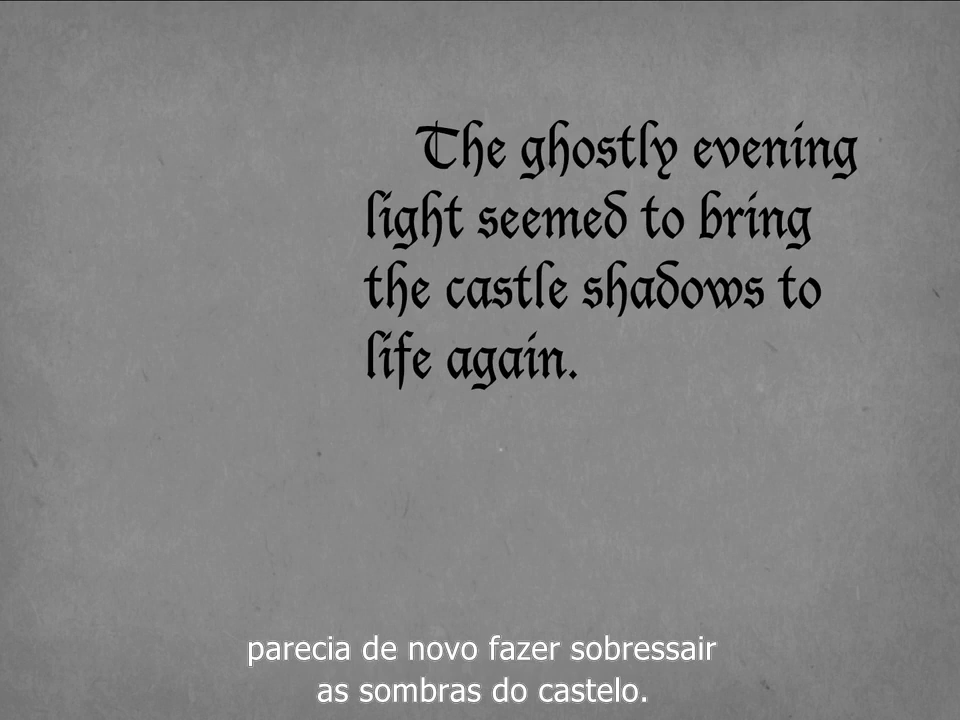 The ghostly evening
light seemed to bring
the castle shadows to
life again.
parecia de novo fazer sobressair
as sombras do castelo.